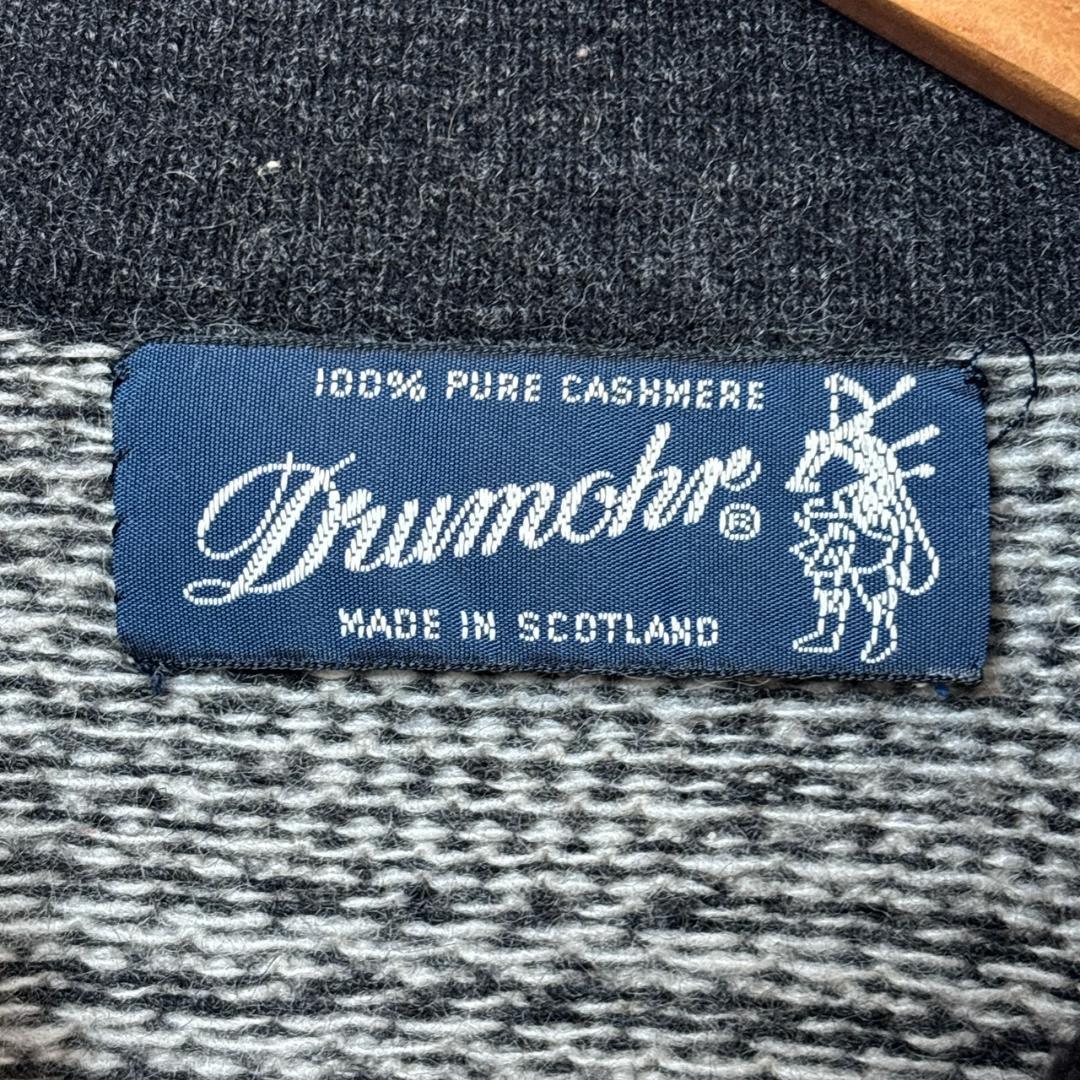 100% PURE CASHMERE
Drumohr®
MADE IN SCOTLAND